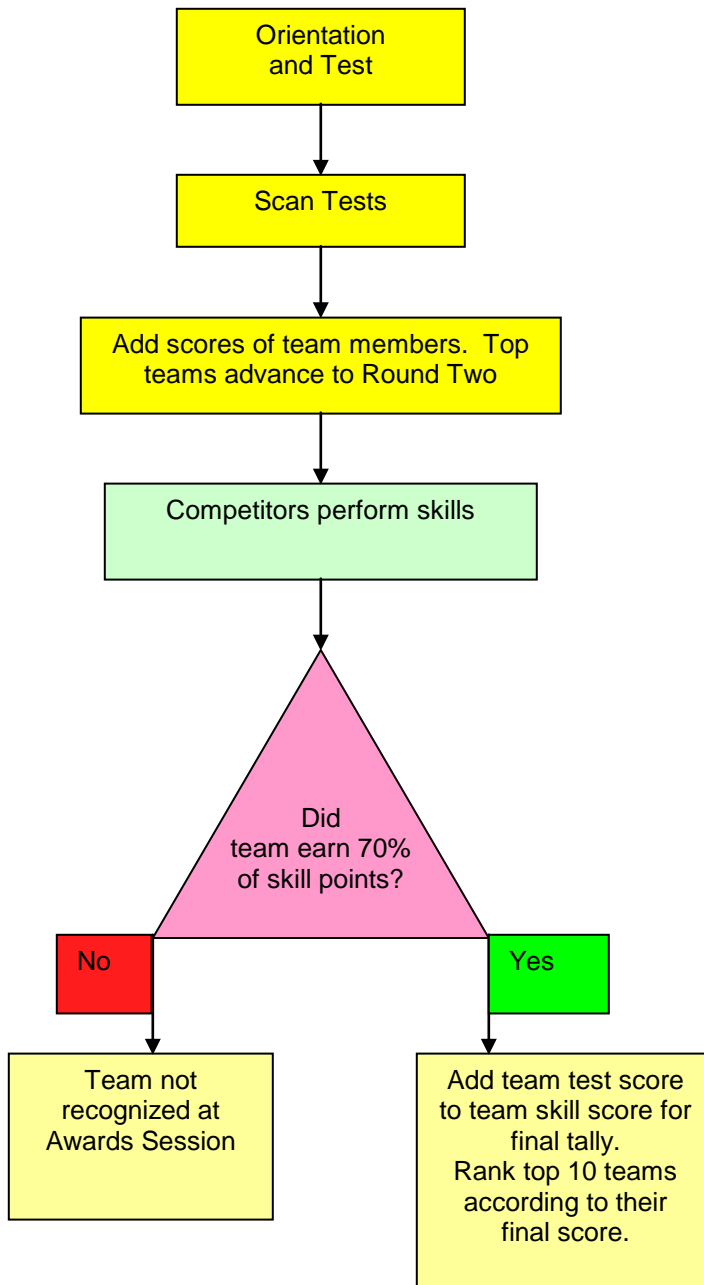 Orientation
and Test
Scan Tests
Add scores of team members.  Top
teams advance to Round Two
Competitors perform skills
Did
team earn 70%
of skill points?
No
Yes
Team not
recognized at
Awards Session
Add team test score
to team skill score for
final tally.
Rank top 10 teams
according to their
final score.